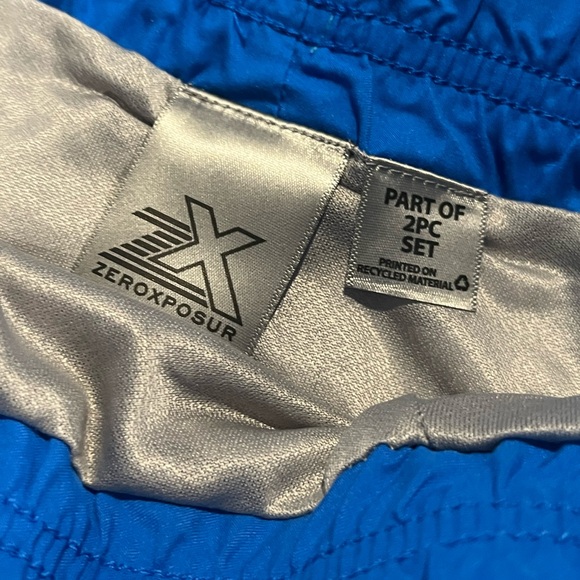 ZX
ZEROXPOSUR
PART OF
2PC
SET
PRINTED ON
RECYCLED MATERIAL